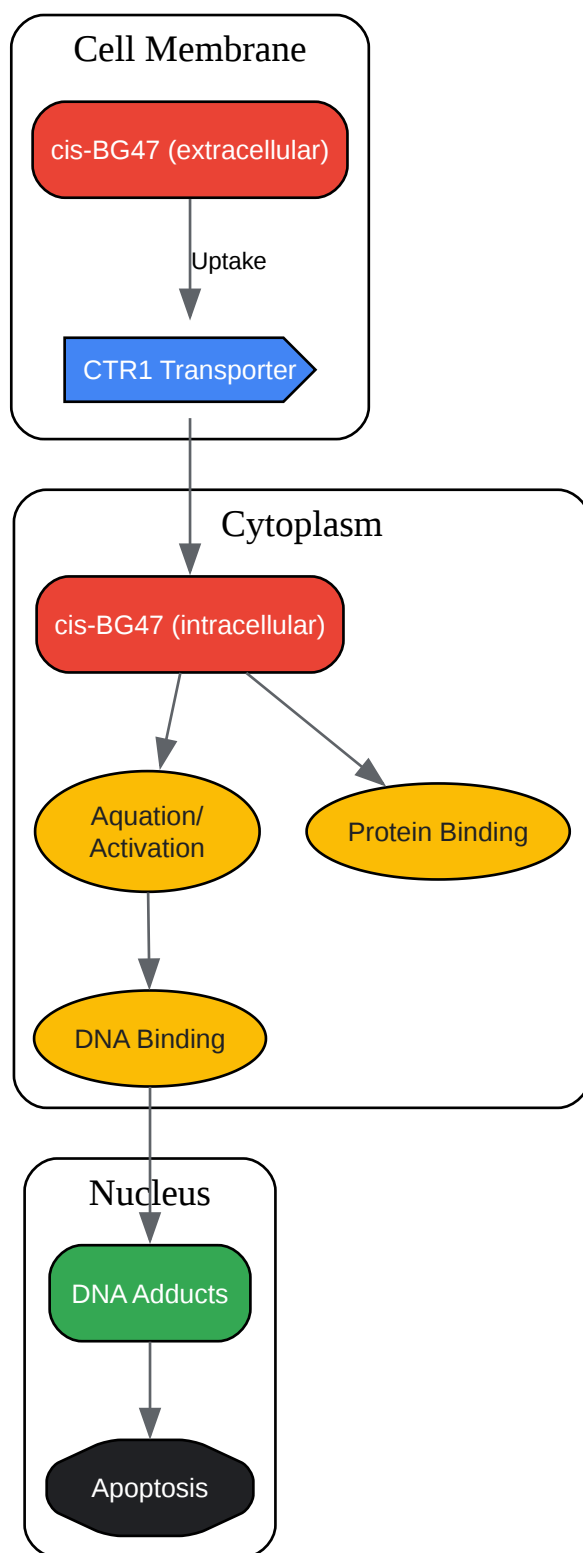 Cell Membrane
cis-BG47 (extracellular)
Uptake
CTR1 Transporter
Cytoplasm
cis-BG47 (intracellular)
Aquation/
Activation
Protein Binding
DNA Binding
Nucleus
DNA Adducts
Apoptosis